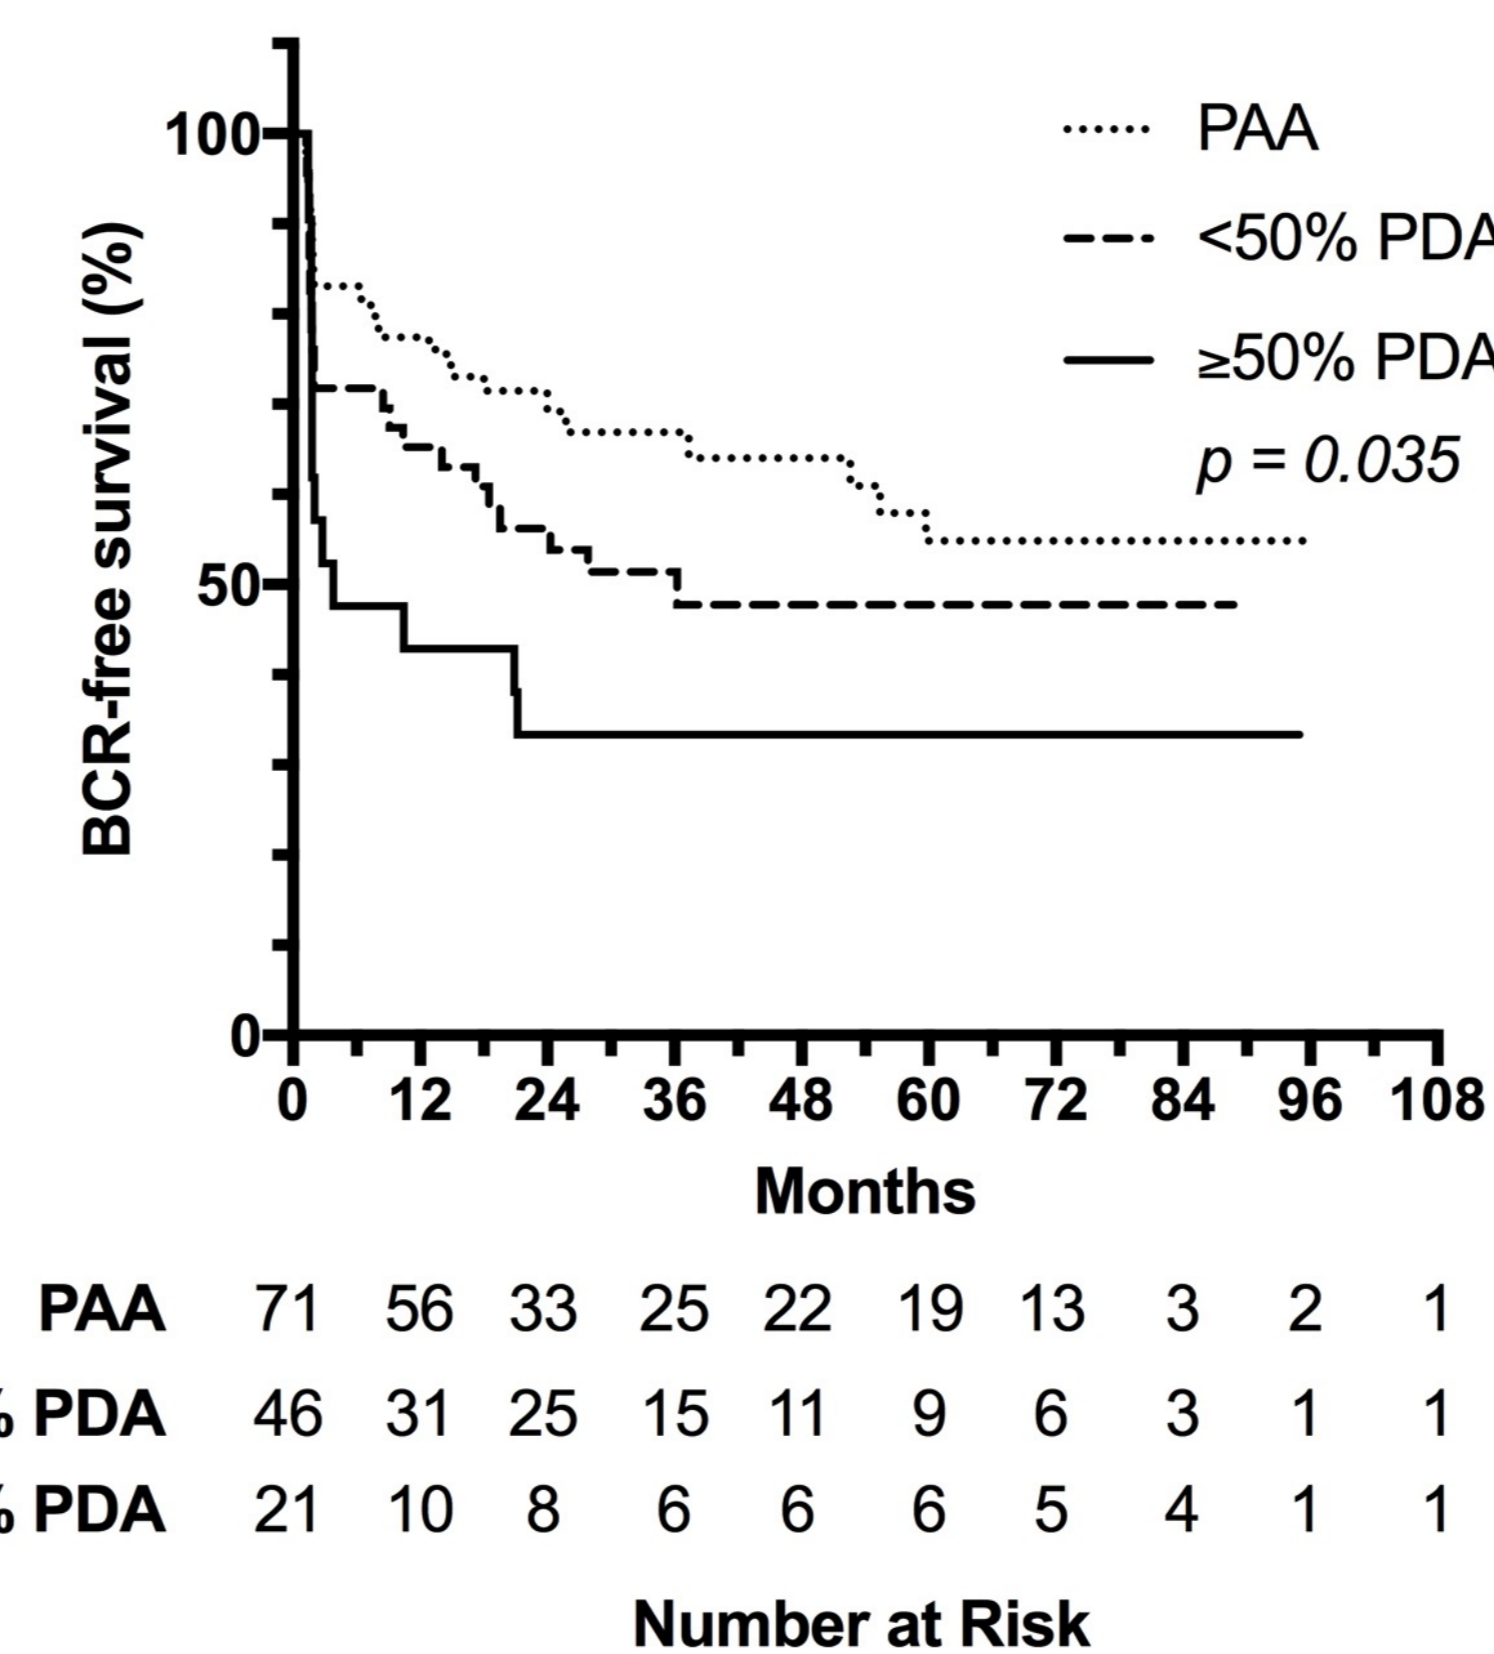 100
50
0
BCR-free survival (%)
PAA
<50% PDA
≥50% PDA
p = 0.035
0 12 24 36 48 60 72 84 96 108
Months
PAA 71 56 33 25 22 19 13 3 2 1
% PDA 46 31 25 15 11 9 6 3 1 1
% PDA 21 10 8 6 6 6 5 4 1 1
Number at Risk